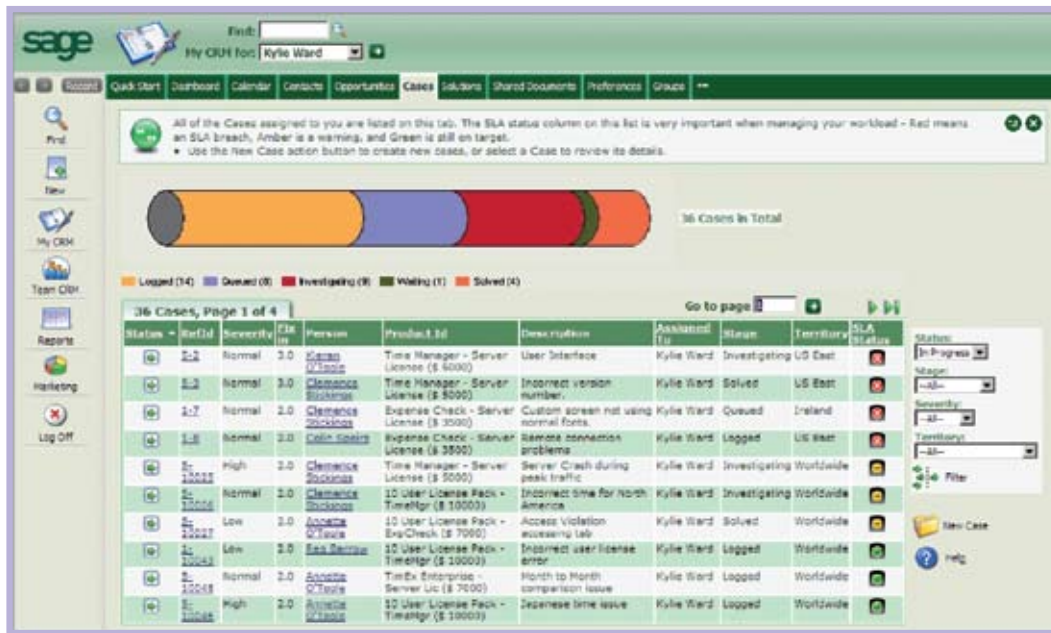 sage
Find:
My CRM for: Kylie Ward
Recent Quick Start Dashboard Calendar Contacts Opportunities Cases Solutions Shared Documents Preferences Groups
All of the Cases assigned to you are listed on this tab. The SLA status column on this list is very important when managing your workload - Red means
an SLA breach, Amber is a warning, and Green is still on target.
• Use the New Case action button to create new cases, or select a Case to review its details.
Find
New
My CRM
Team CRM
Reports
Marketing
Log Off
36 Cases in Total
Logged (14) Queued (8) Investigating (9) Waiting (1) Solved (4)
36 Cases, Page 1 of 4
Go to page
Status RefId Severity Fix in Person Product Id Description Assigned To Stage Territory SLA Status
Normal 3.0 Kieran O'Toole Time Manager - Server License ($ 6000) User Interface Kylie Ward Investigating US East
Normal 3.0 Clemence Stickings Time Manager - Server License ($ 5000) Incorrect version number. Kylie Ward Solved US East
1-7 Normal 2.0 Clemence Stickings Expense Check - Server License ($ 3500) Custom screen not using normal fonts. Kylie Ward Queued Ireland
1-8 Normal 2.0 Colin Expense Check - Server License ($ 3500) Remote connection problems Kylie Ward Logged US East
High 2.0 Clemence Stickings Time Manager - Server License ($ 5000) Server Crash during peak traffic Kylie Ward Investigating Worldwide
Normal 2.0 Clemence Stickings 10 User License Pack - TimeMgr ($ 10003) Incorrect time for North America Kylie Ward Investigating Worldwide
Low 2.0 Annette O'Toole 10 User License Pack - ExpCheck ($ 7000) Access Violation accessing tab Kylie Ward Solved Worldwide
Low 2.0 10 User License Pack - TimeMgr ($ 10003) Incorrect user license error Kylie Ward Logged Worldwide
Normal 2.0 Annette O'Toole TimEx Enterprise - Server Lic ($ 7000) Month to Month comparison issue Kylie Ward Logged Worldwide
High 2.0 Annette O'Toole 10 User License Pack - TimeMgr ($ 10003) Japanese time issue Kylie Ward Logged Worldwide
Status:
In Progress
Stage:
--All--
Severity:
--All--
Territory:
--All--
Filter
New Case
Help